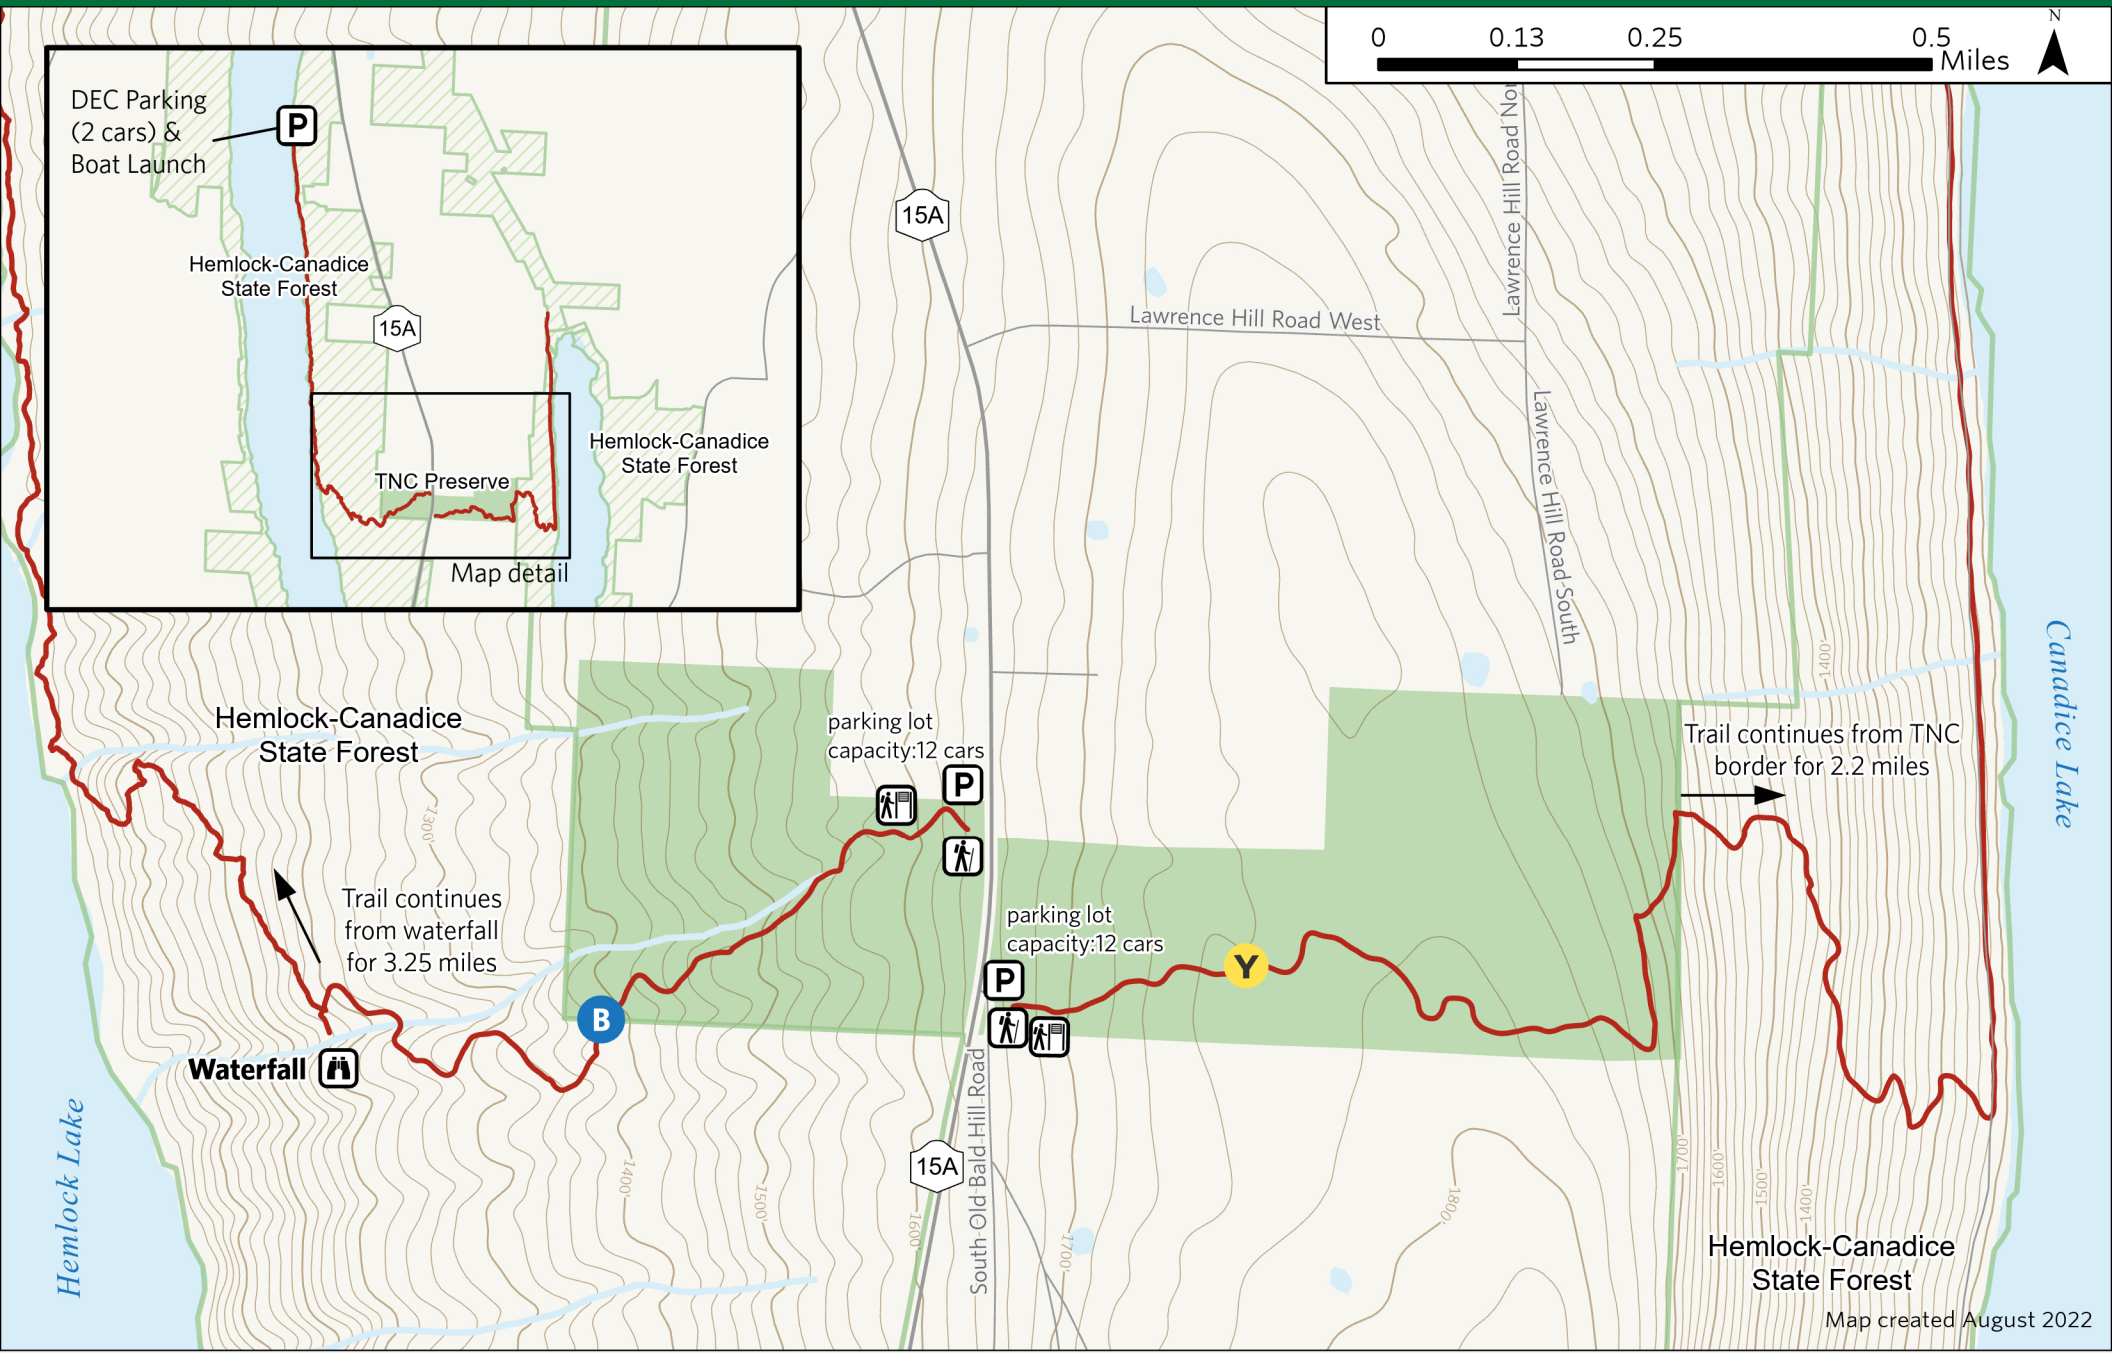 0 0.13 0.25 0.5 Miles
N
DEC Parking
(2 cars) &
Boat Launch
P
Hemlock-Canadice
State Forest
15A
Hemlock-Canadice
State Forest
TNC Preserve
Map detail
15A
Lawrence Hill Road West
Lawrence Hill Road Nor
Lawrence Hill Road South
Canadice Lake
1400'
Hemlock-Canadice
State Forest
1300'
parking lot
capacity:12 cars
P
Trail continues from TNC
border for 2.2 miles
Trail continues
from waterfall
for 3.25 miles
parking lot
capacity:12 cars
P
Y
B
Waterfall
Hemlock Lake
15A
South Old Bald Hill Road
1400'
1500'
1600'
1700'
1800'
1700'
1600'
1500'
1400'
Hemlock-Canadice
State Forest
Map created August 2022